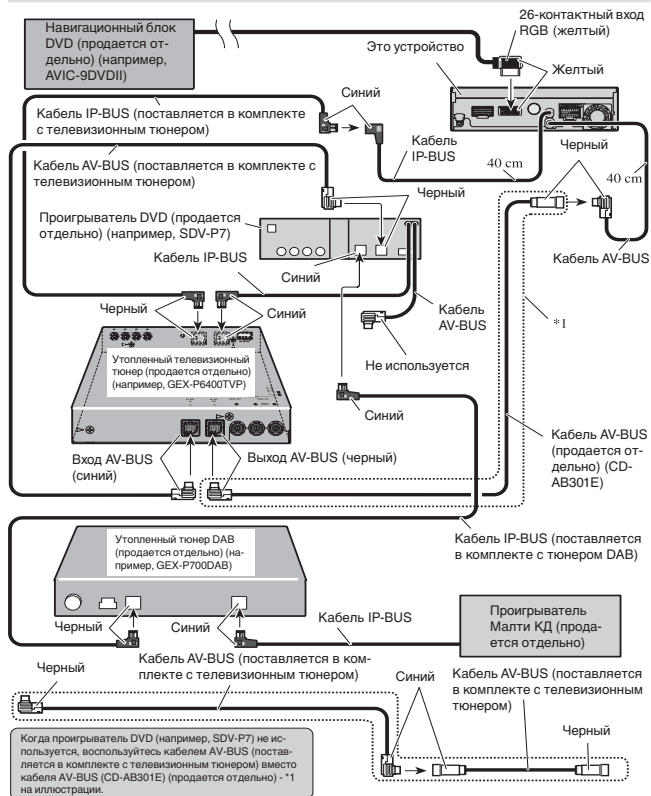 Навигационный блок
DVD (продается от-
дельно) (например,
AVIC-9DVDII)
26-контактный вход
RGB (желтый)
Это устройство
Желтый
Синий
Кабель IP-BUS (поставляется в комплекте
с телевизионным тюнером)
Кабель
IP-BUS
40 cm
Черный
40 cm
Кабель AV-BUS (поставляется в комплекте с
телевизионным тюнером)
Черный
Проигрыватель DVD (продается
отдельно) (например, SDV-P7)
Кабель AV-BUS
Кабель IP-BUS
Синий
Черный
Синий
Кабель
AV-BUS
*1
Не используется
Утопленный телевизионный
тюнер (продается отдельно)
(например, GEX-P6400TVP)
Синий
Вход AV-BUS
(синий)
Выход AV-BUS (черный)
Кабель AV-BUS
(продается от-
дельно) (CD-
AB301E)
Кабель IP-BUS (поставляется
в комплекте с тюнером DAB)
Утопленный тюнер DAB
(продается отдельно) (на-
пример, GEX-P700DAB)
Черный
Синий
Кабель IP-BUS
Проигрыватель
Малти КД (прода-
ется отдельно)
Кабель AV-BUS (поставляется в ком-
плекте с телевизионным тюнером)
Черный
Синий
Кабель AV-BUS (поставляется
в комплекте с телевизионным
тюнером)
Черный
Когда проигрыватель DVD (например, SDV-P7) не ис-
пользуется, воспользуйтесь кабелем AV-BUS (постав-
ляется в комплекте с телевизионным тюнером) вместо
кабеля AV-BUS (CD-AB301E) (продается отдельно) - *1
на иллюстрации.